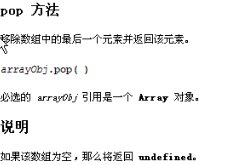 pop 方法
移除数组中的最后一个元素并返回该元素。
arrayObj.pop( )
必选的 arrayObj 引用是一个 Array 对象。
说明
如果该数组为空，那么将返回 undefined。